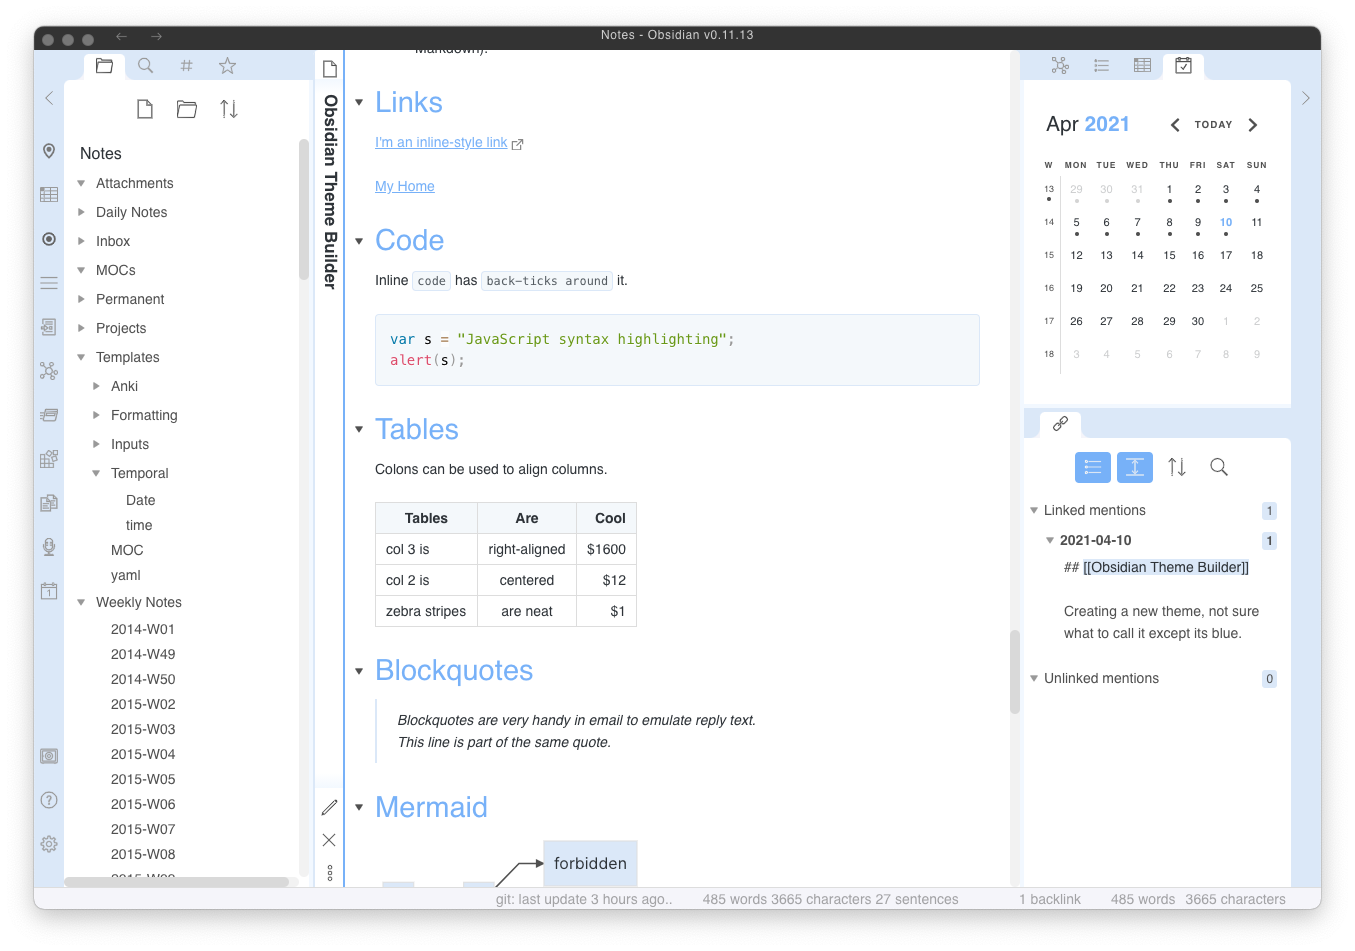 Notes - Obsidian v0.11.13
Notes
Attachments
Daily Notes
Inbox
MOCs
Permanent
Projects
Templates
Anki
Formatting
Inputs
Temporal
Date
time
MOC
yaml
Weekly Notes
2014-W01
2014-W49
2014-W50
2015-W02
2015-W03
2015-W04
2015-W05
2015-W06
2015-W07
2015-W08
Obsidian Theme Builder
Markdown).
Links
I'm an inline-style link
My Home
Code
Inline code has back-ticks around it.
var s = "JavaScript syntax highlighting";
alert(s);
Tables
Colons can be used to align columns.
Tables Are Cool
col 3 is right-aligned $1600
col 2 is centered $12
zebra stripes are neat $1
Blockquotes
Blockquotes are very handy in email to emulate reply text.
This line is part of the same quote.
Mermaid
forbidden
Apr 2021 TODAY
W MON TUE WED THU FRI SAT SUN
13 29 30 31 1 2 3 4
14 5 6 7 8 9 10 11
15 12 13 14 15 16 17 18
16 19 20 21 22 23 24 25
17 26 27 28 29 30 1 2
18 3 4 5 6 7 8 9
Linked mentions 1
2021-04-10 1
## [[Obsidian Theme Builder]]
Creating a new theme, not sure
what to call it except its blue.
Unlinked mentions 0
git: last update 3 hours ago.. 485 words 3665 characters 27 sentences 1 backlink 485 words 3665 characters